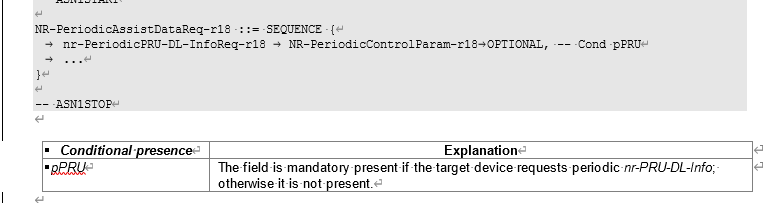 -- ASN1START
NR-PeriodicAssistDataReq-r18 ::= SEQUENCE {
nr-PeriodicPRU-DL-InfoReq-r18 NR-PeriodicControlParam-r18 OPTIONAL, -- Cond pPRU
...
}
-- ASN1STOP
Conditional presence Explanation
pPRU The field is mandatory present if the target device requests periodic nr-PRU-DL-Info;
otherwise it is not present.